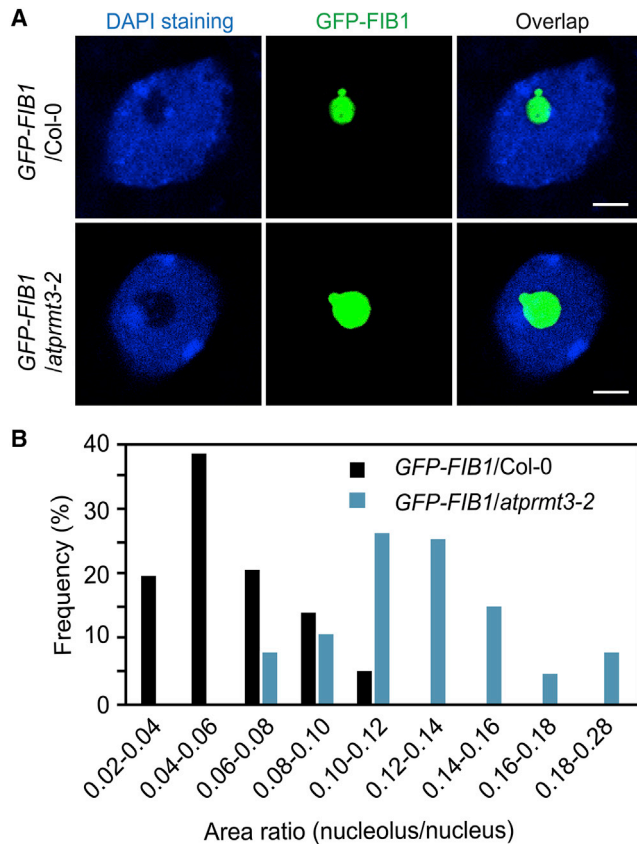 A
DAPI staining
GFP-FIB1
Overlap
GFP-FIB1
/Col-0
GFP-FIB1
/atprmt3-2
B
40
30
20
10
0
Frequency (%)
GFP-FIB1/Col-0
GFP-FIB1/atprmt3-2
0.02-0.04
0.04-0.06
0.06-0.08
0.08-0.10
0.10-0.12
0.12-0.14
0.14-0.16
0.16-0.18
0.18-0.28
Area ratio (nucleolus/nucleus)